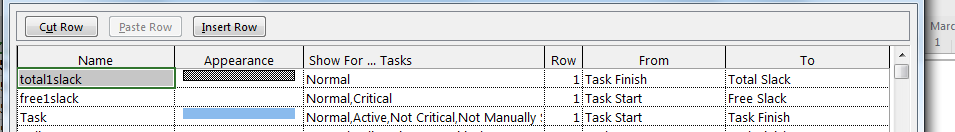 Cut Row Paste Row Insert Row
Marc
1
Name Appearance Show For ... Tasks Row From To
total1slack Normal 1 Task Finish Total Slack
free1slack Normal,Critical 1 Task Start Free Slack
Task Normal,Active,Not Critical,Not Manually 1 Task Start Task Finish